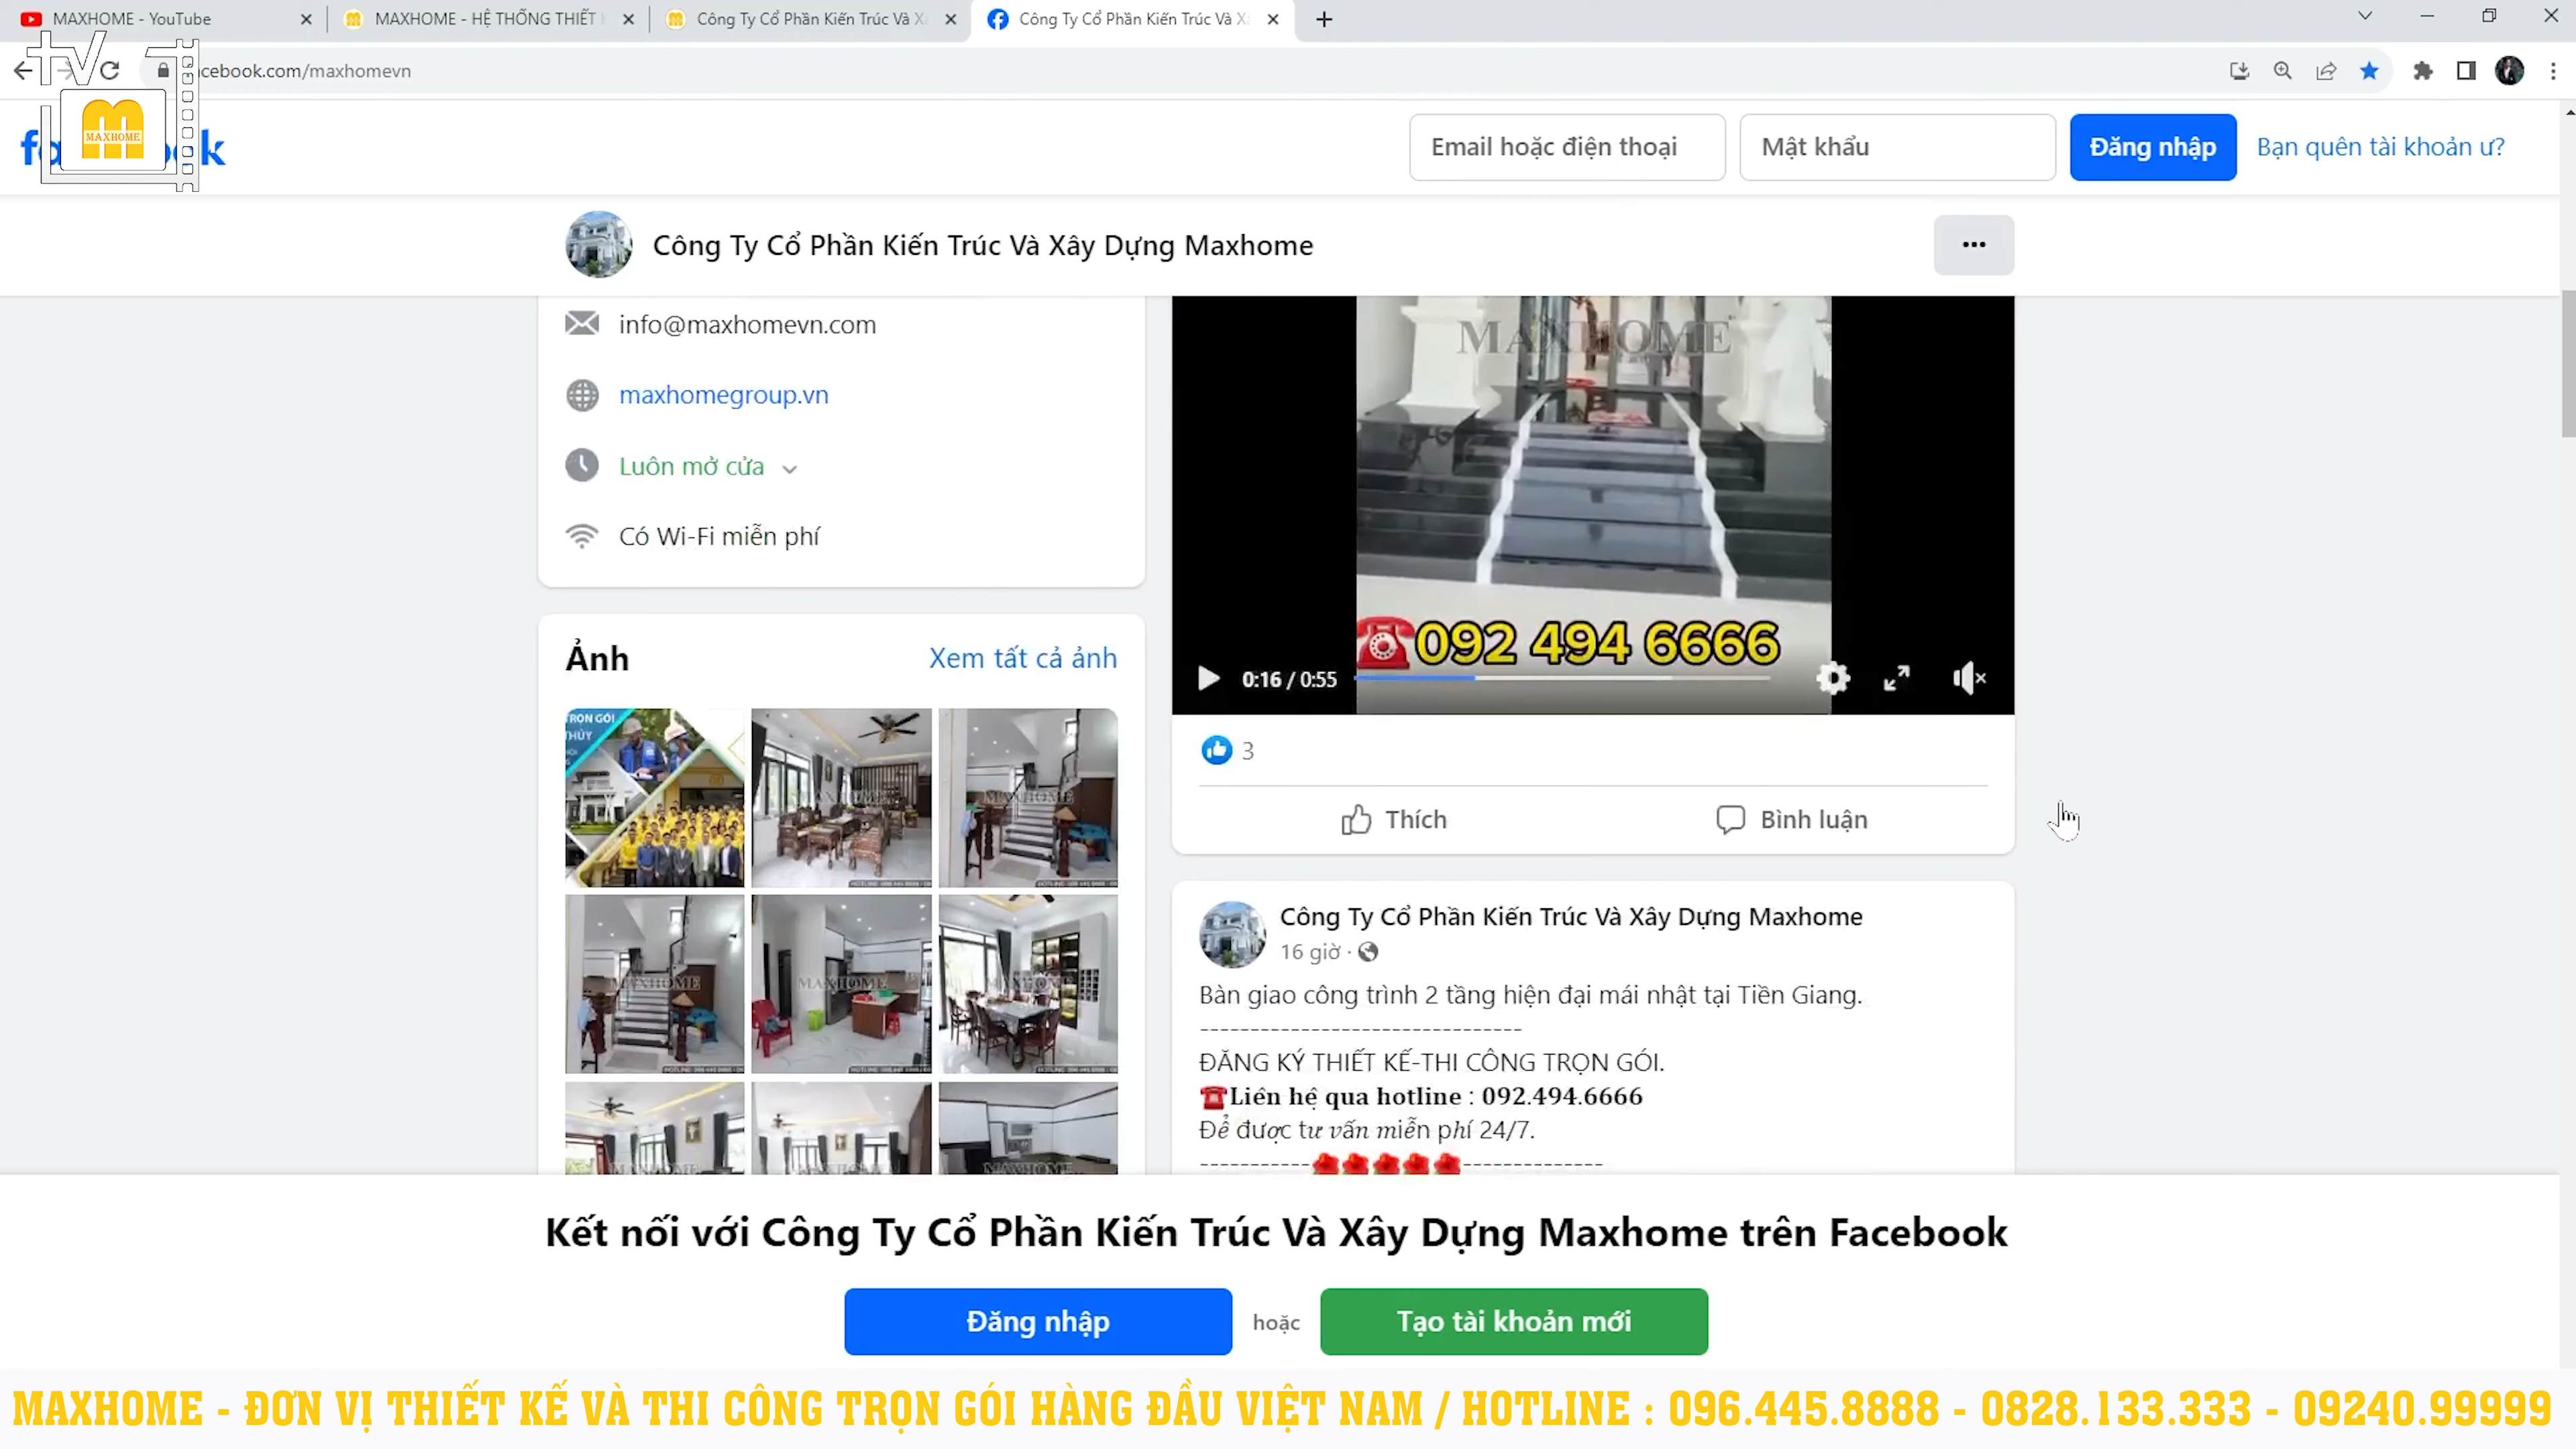 MAXHOME - YouTube
MAXHOME - HỆ THỐNG THIẾT
Công Ty Cổ Phần Kiến Trúc Và X
Công Ty Cổ Phần Kiến Trúc Và X
cebook.com/maxhomevn
tV
MAXHOME
Email hoặc điện thoại
Mật khẩu
Đăng nhập
Bạn quên tài khoản ư?
Công Ty Cổ Phần Kiến Trúc Và Xây Dựng Maxhome
info@maxhomevn.com
maxhomegroup.vn
Luôn mở cửa
Có Wi-Fi miễn phí
Ảnh
Xem tất cả ảnh
TRỌN GÓI
MAXHOME
MAXHOME
MAXHOME
MAXHOME
MAXHOME
092 494 6666
0:16 / 0:55
3
Thích
Bình luận
Công Ty Cổ Phần Kiến Trúc Và Xây Dựng Maxhome
16 giờ ·
Bàn giao công trình 2 tầng hiện đại mái nhật tại Tiền Giang.
--------------------------------
ĐĂNG KÝ THIẾT KẾ-THI CÔNG TRỌN GÓI.
☎️Liên hệ qua hotline : 092.494.6666
Để được tư vấn miễn phí 24/7.
Kết nối với Công Ty Cổ Phần Kiến Trúc Và Xây Dựng Maxhome trên Facebook
Đăng nhập
hoặc
Tạo tài khoản mới
MAXHOME - ĐƠN VỊ THIẾT KẾ VÀ THI CÔNG TRỌN GÓI HÀNG ĐẦU VIỆT NAM / HOTLINE : 096.445.8888 - 0828.133.333 - 09240.99999